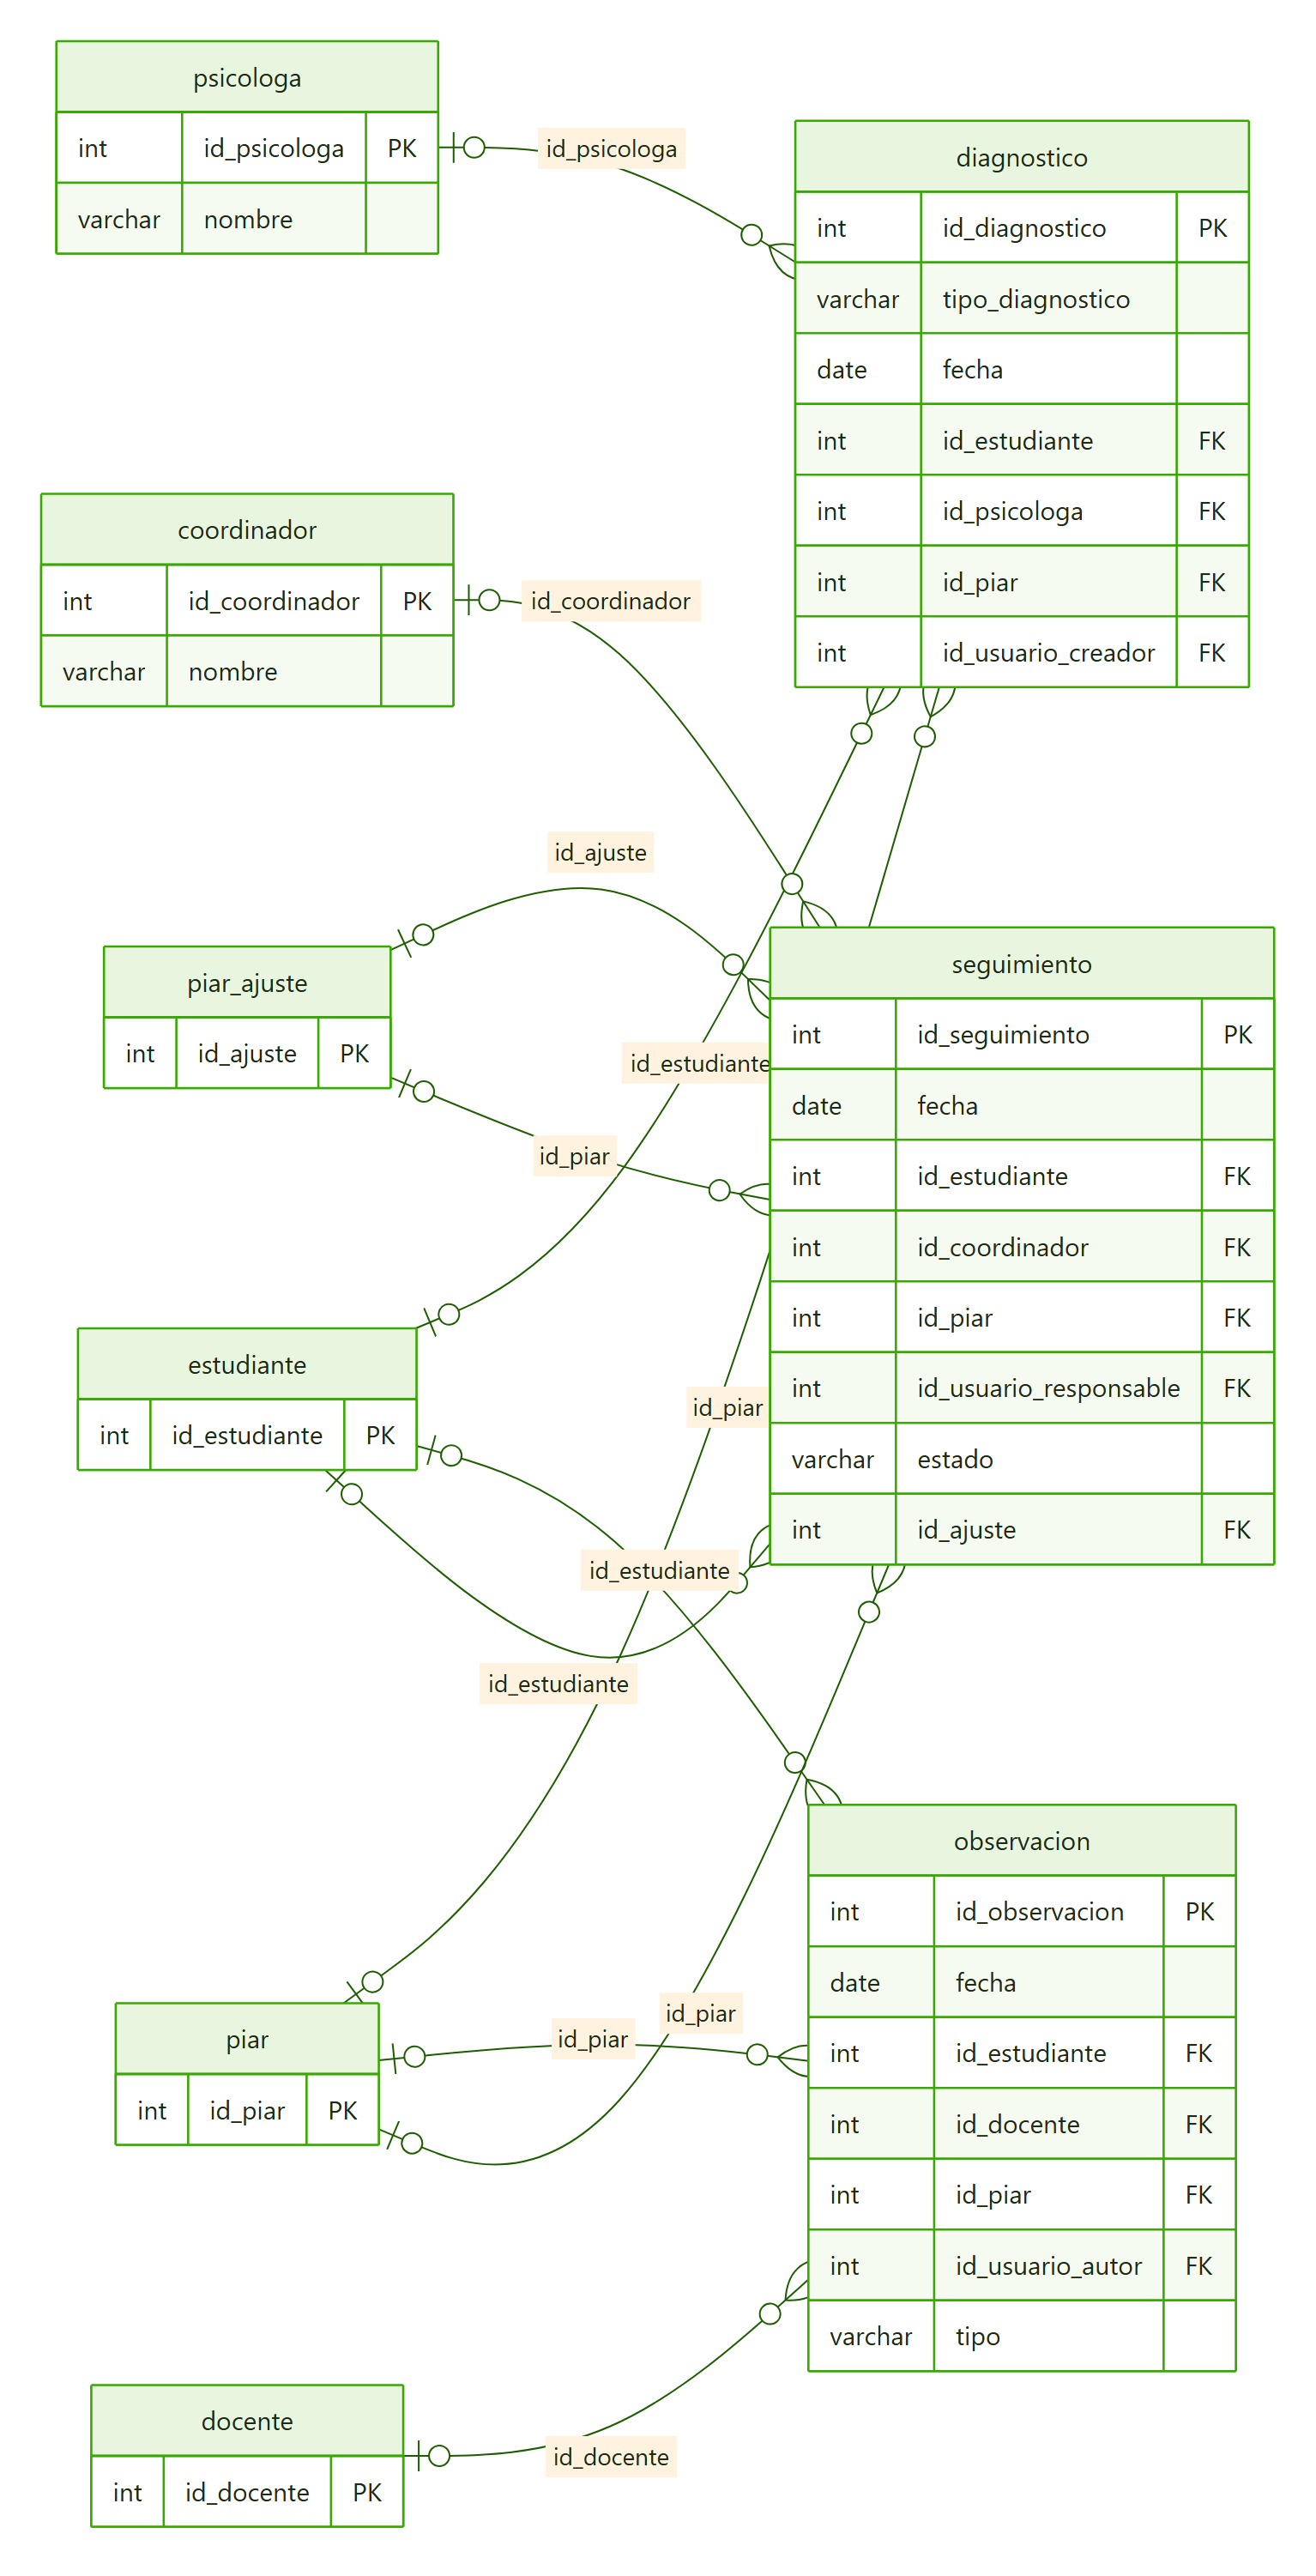 psicologa
int id_psicologa PK
varchar nombre
id_psicologa
diagnostico
int id_diagnostico PK
varchar tipo_diagnostico
date fecha
int id_estudiante FK
int id_psicologa FK
int id_piar FK
int id_usuario_creador FK
coordinador
int id_coordinador PK
varchar nombre
id_coordinador
id_ajuste
piar_ajuste
int id_ajuste PK
id_estudiante
id_piar
seguimiento
int id_seguimiento PK
date fecha
int id_estudiante FK
int id_coordinador FK
int id_piar FK
int id_usuario_responsable FK
varchar estado
int id_ajuste FK
estudiante
int id_estudiante PK
id_piar
id_estudiante
id_estudiante
observacion
int id_observacion PK
date fecha
int id_estudiante FK
int id_docente FK
int id_piar FK
int id_usuario_autor FK
varchar tipo
id_piar
id_piar
piar
int id_piar PK
docente
int id_docente PK
id_docente